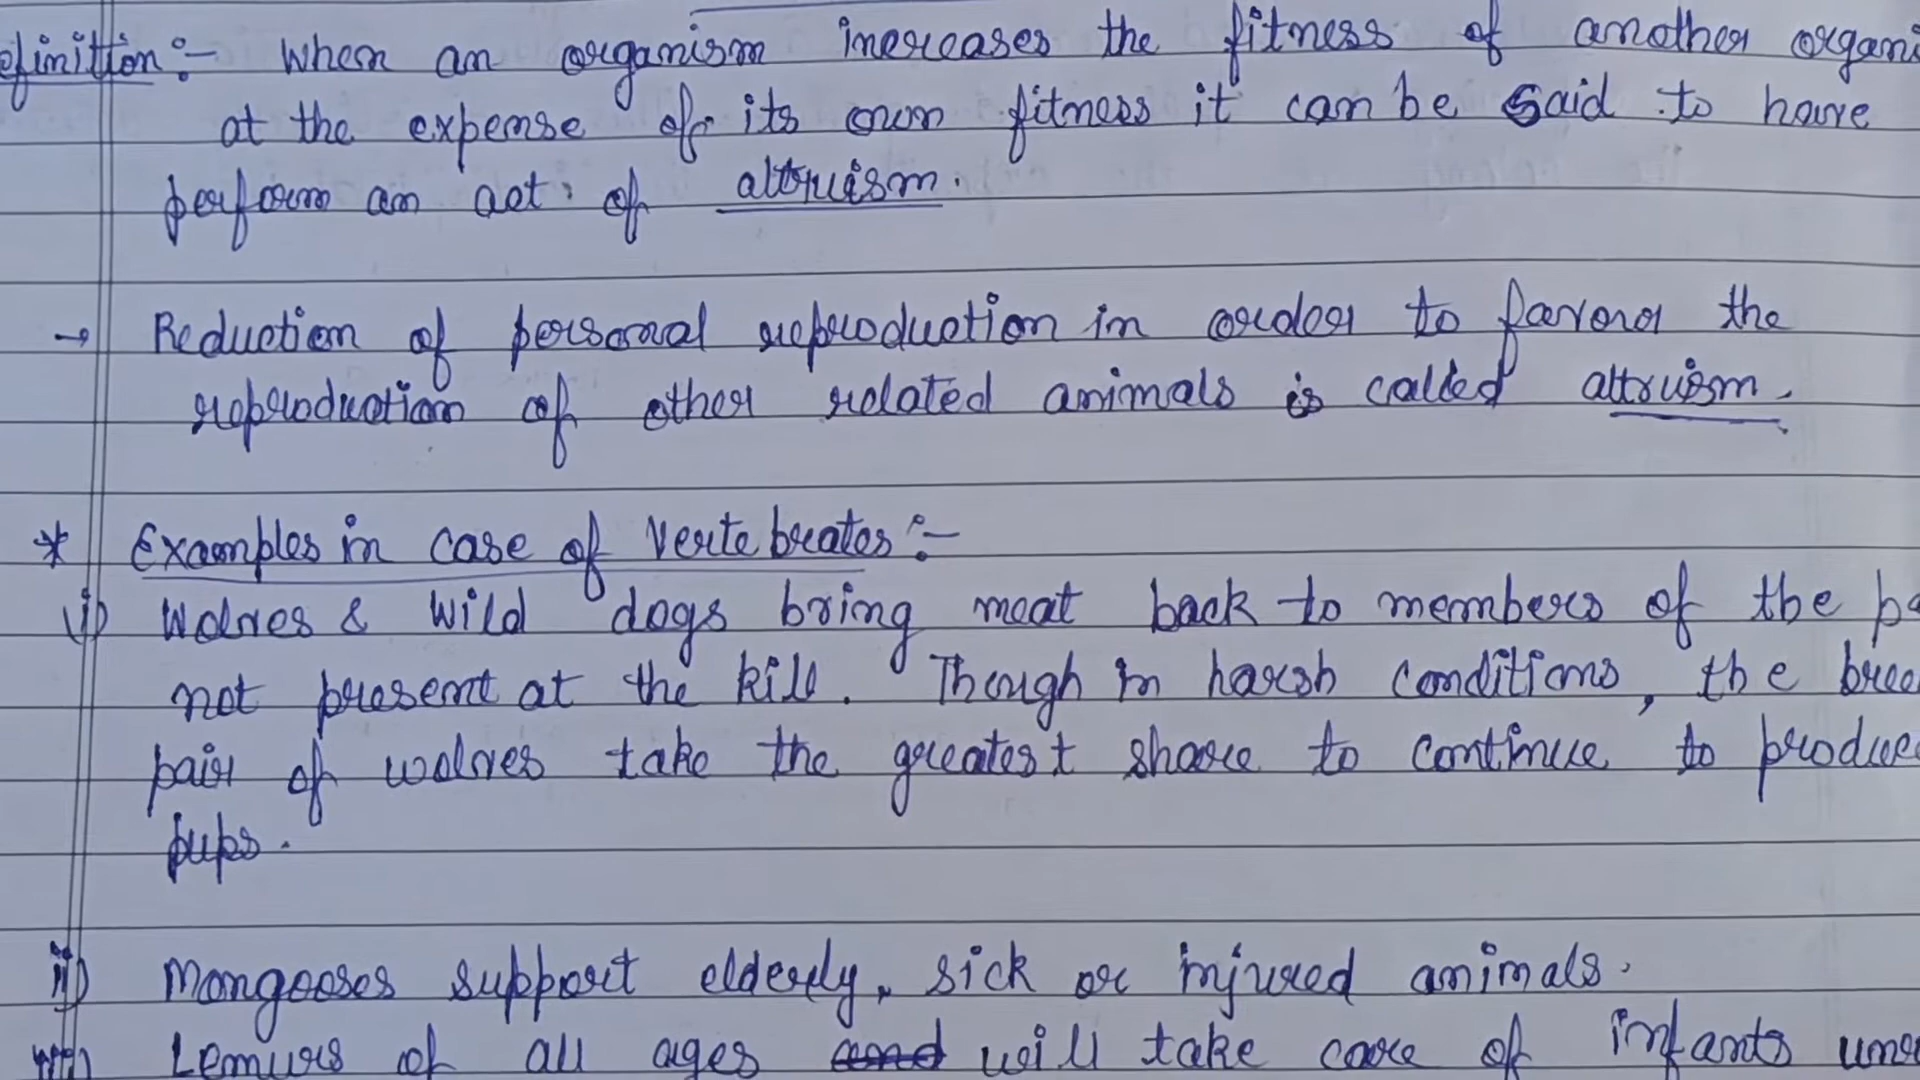 efinition :- When an organism increases the fitness of another organi
at the expense of its own fitness it can be said to have
perform an act of altruism.
→ Reduction of personal reproduction in order to favour the
reproduction of other related animals is called altruism.
* Examples in case of Vertebrates :-
i) Wolves & wild dogs bring meat back to members of the pa
not present at the kill. Though in harsh conditions, the bree
pair of wolves take the greatest share to continue to produce
pups.
ii) Mongooses support elderly, sick or injured animals.
iii) Lemurs of all ages and will take care of infants unre